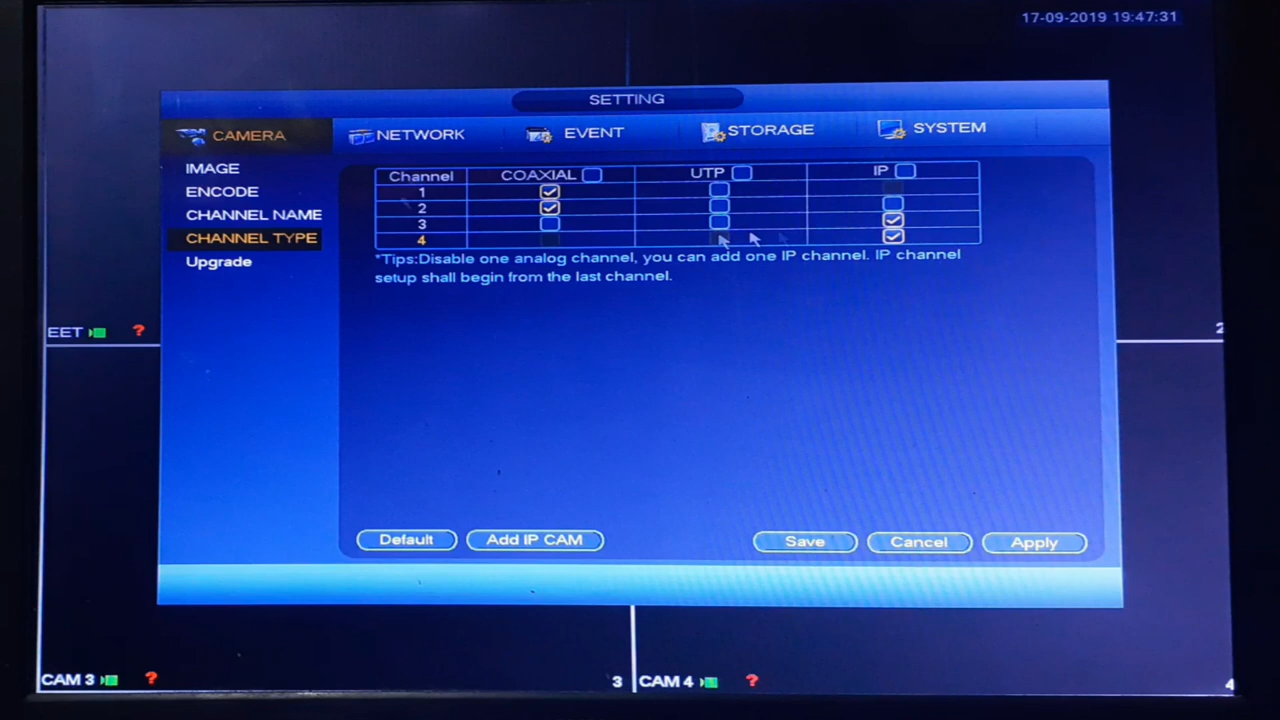 17-09-2019 19:47:31
SETTING
CAMERA NETWORK EVENT STORAGE SYSTEM
IMAGE
ENCODE
CHANNEL NAME
CHANNEL TYPE
Upgrade
Channel COAXIAL UTP IP
1
2
3
4
*Tips:Disable one analog channel, you can add one IP channel. IP channel
setup shall begin from the last channel.
EET ?
2
Default Add IP CAM Save Cancel Apply
CAM 3 ? 3
CAM 4 ? 4